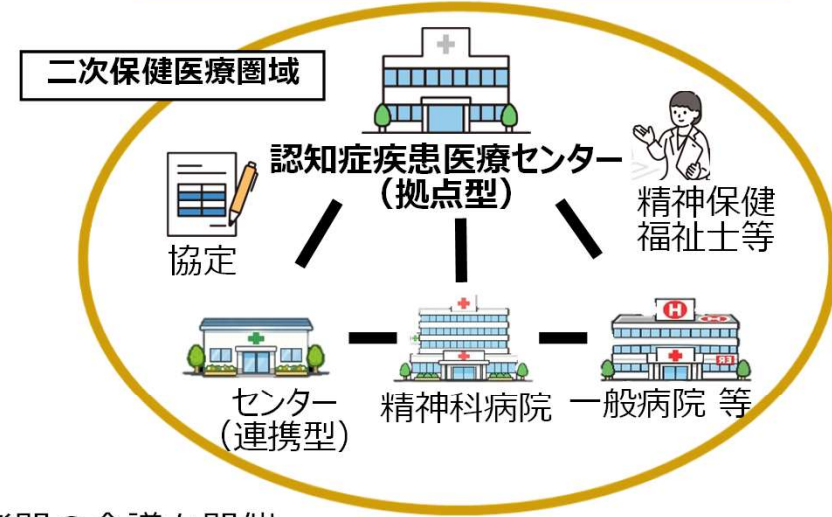 二次保健医療圏域
認知症疾患医療センター
（拠点型）
精神保健
福祉士等
協定
センター
（連携型）
精神科病院
一般病院 等